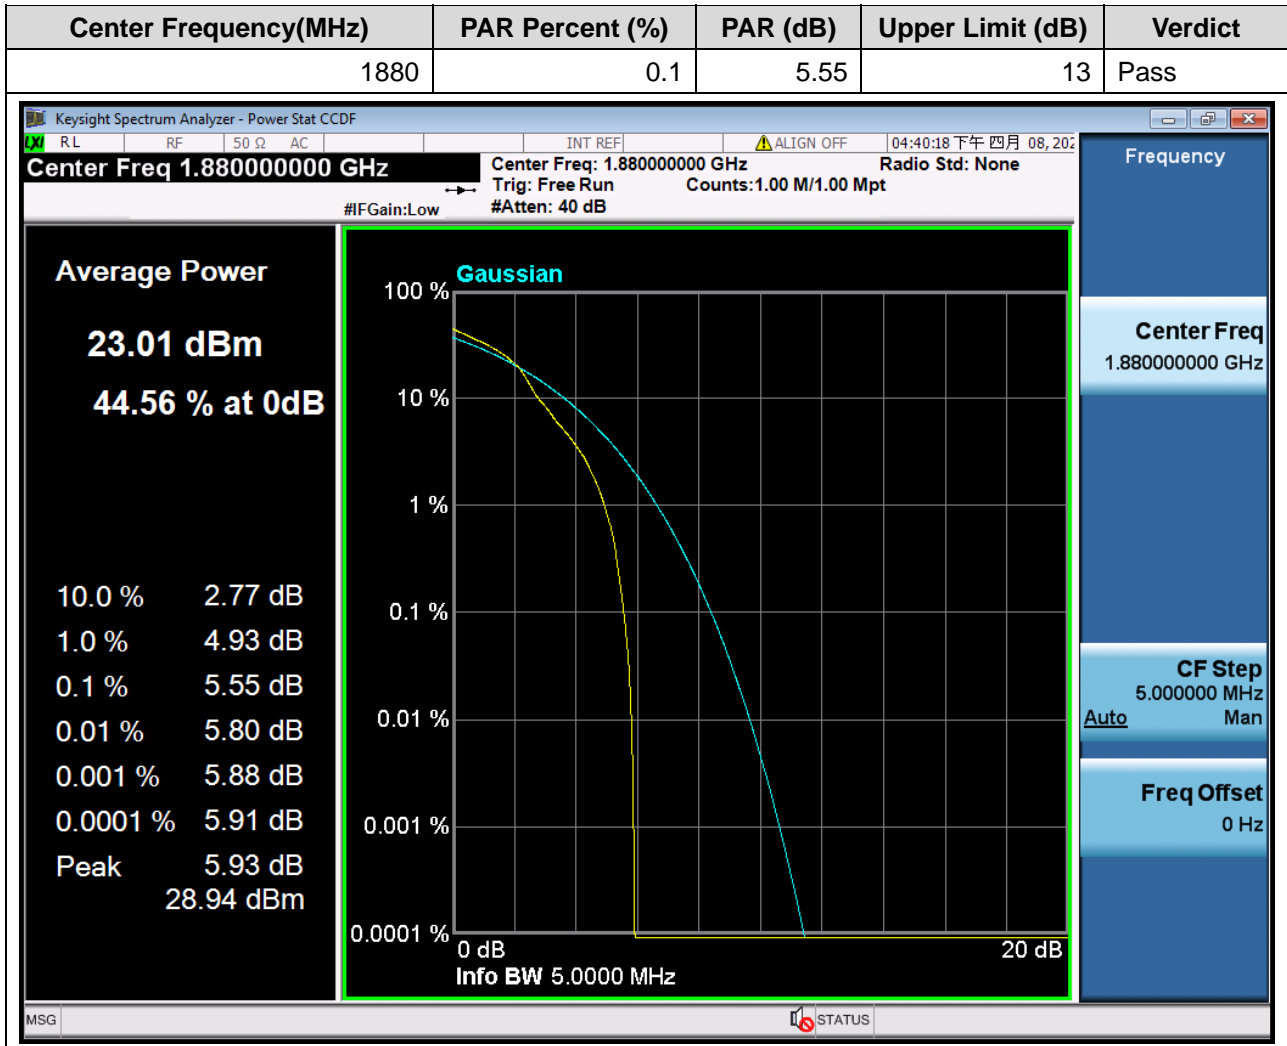 Center Frequency(MHz) PAR Percent (%) PAR (dB) Upper Limit (dB) Verdict
1880 0.1 5.55 13 Pass
Keysight Spectrum Analyzer - Power Stat CCDF
LXI RL RF 50 Ω AC INT REF ALIGN OFF 04:40:18 下午 四月 08, 202
Center Freq 1.880000000 GHz
#IFGain:Low
Center Freq: 1.880000000 GHz Radio Std: None
Trig: Free Run Counts:1.00 M/1.00 Mpt
#Atten: 40 dB
Average Power
23.01 dBm
44.56 % at 0dB
10.0 % 2.77 dB
1.0 % 4.93 dB
0.1 % 5.55 dB
0.01 % 5.80 dB
0.001 % 5.88 dB
0.0001 % 5.91 dB
Peak 5.93 dB
28.94 dBm
Gaussian
100 %
10 %
1 %
0.1 %
0.01 %
0.001 %
0.0001 %
0 dB 20 dB
Info BW 5.0000 MHz
Frequency
Center Freq
1.880000000 GHz
CF Step
5.000000 MHz
Auto Man
Freq Offset
0 Hz
MSG STATUS